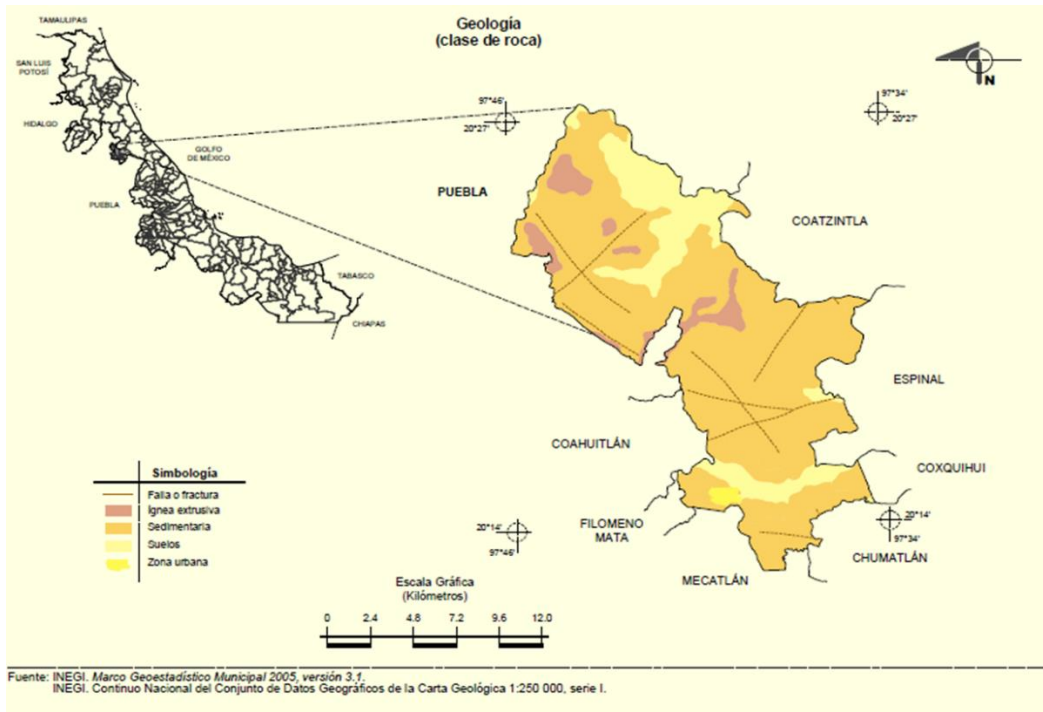 Geología
(clase de roca)
TAMAULIPAS
SAN LUIS
POTOSÍ
HIDALGO
GOLFO
DE MÉXICO
PUEBLA
TABASCO
CHIAPAS
N
97°46'
20°27'
97°34'
20°27'
PUEBLA
COATZINTLA
ESPINAL
COAHUITLÁN
COXQUIHUI
FILOMENO
MATA
MECATLÁN
CHUMATLÁN
20°14'
97°46'
20°14'
97°34'
Simbología
Falla o fractura
Ígnea extrusiva
Sedimentaria
Suelos
Zona urbana
Escala Gráfica
(Kilómetros)
0 2.4 4.8 7.2 9.6 12.0
Fuente: INEGI. Marco Geoestadístico Municipal 2005, versión 3.1.
INEGI. Continuo Nacional del Conjunto de Datos Geográficos de la Carta Geológica 1:250 000, serie I.